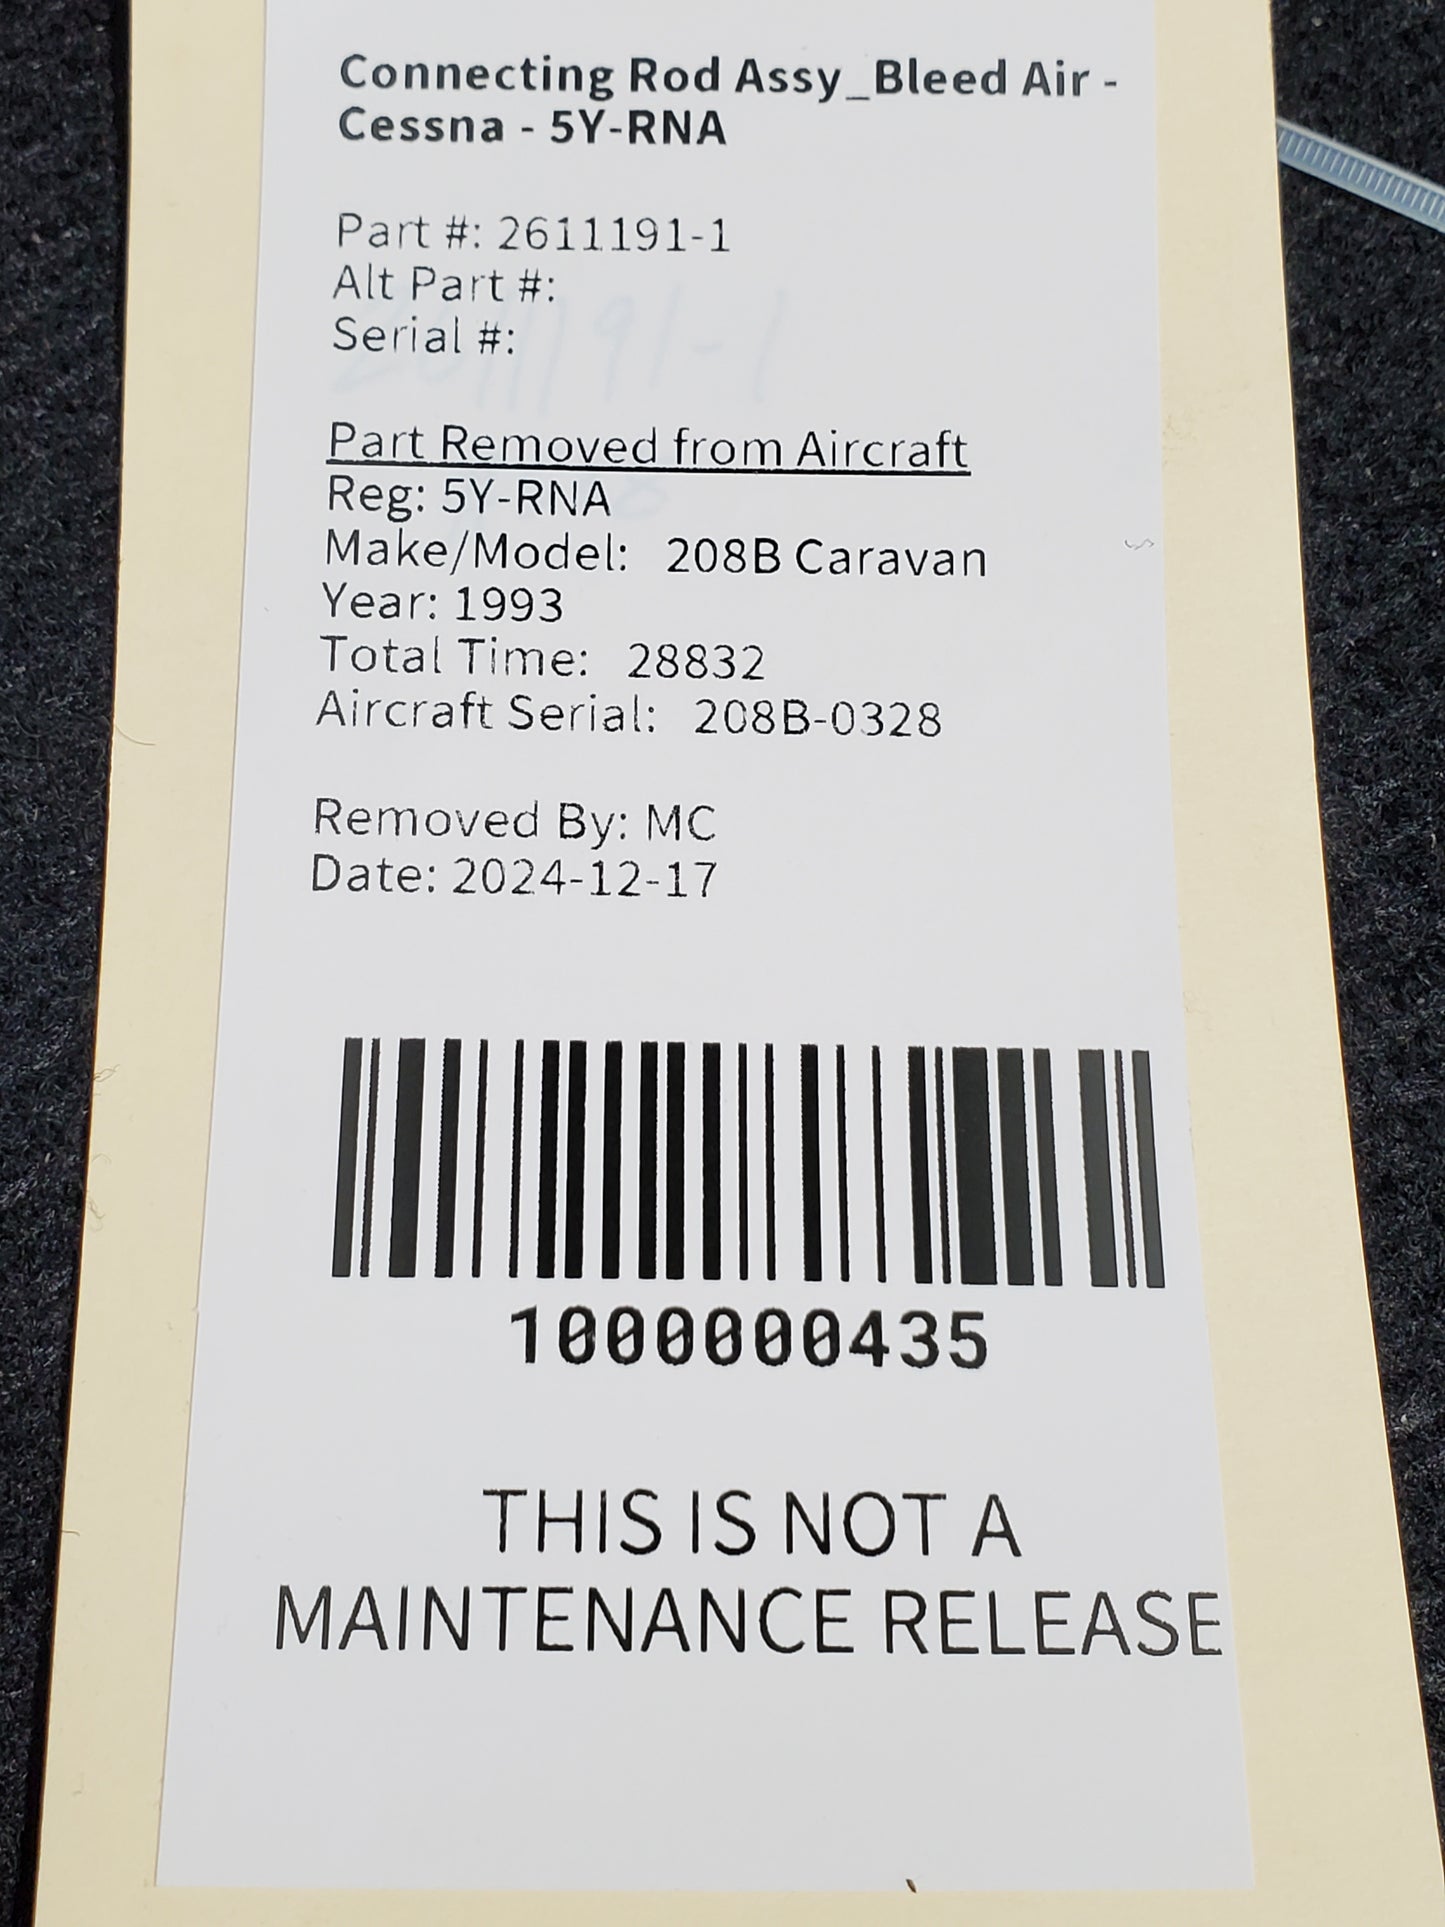 Connecting Rod Assy_Bleed Air -
Cessna - 5Y-RNA
Part #: 2611191-1
Alt Part #:
Serial #:
Part Removed from Aircraft
Reg: 5Y-RNA
Make/Model: 208B Caravan
Year: 1993
Total Time: 28832
Aircraft Serial: 208B-0328
Removed By: MC
Date: 2024-12-17
1000000435
THIS IS NOT A
MAINTENANCE RELEASE